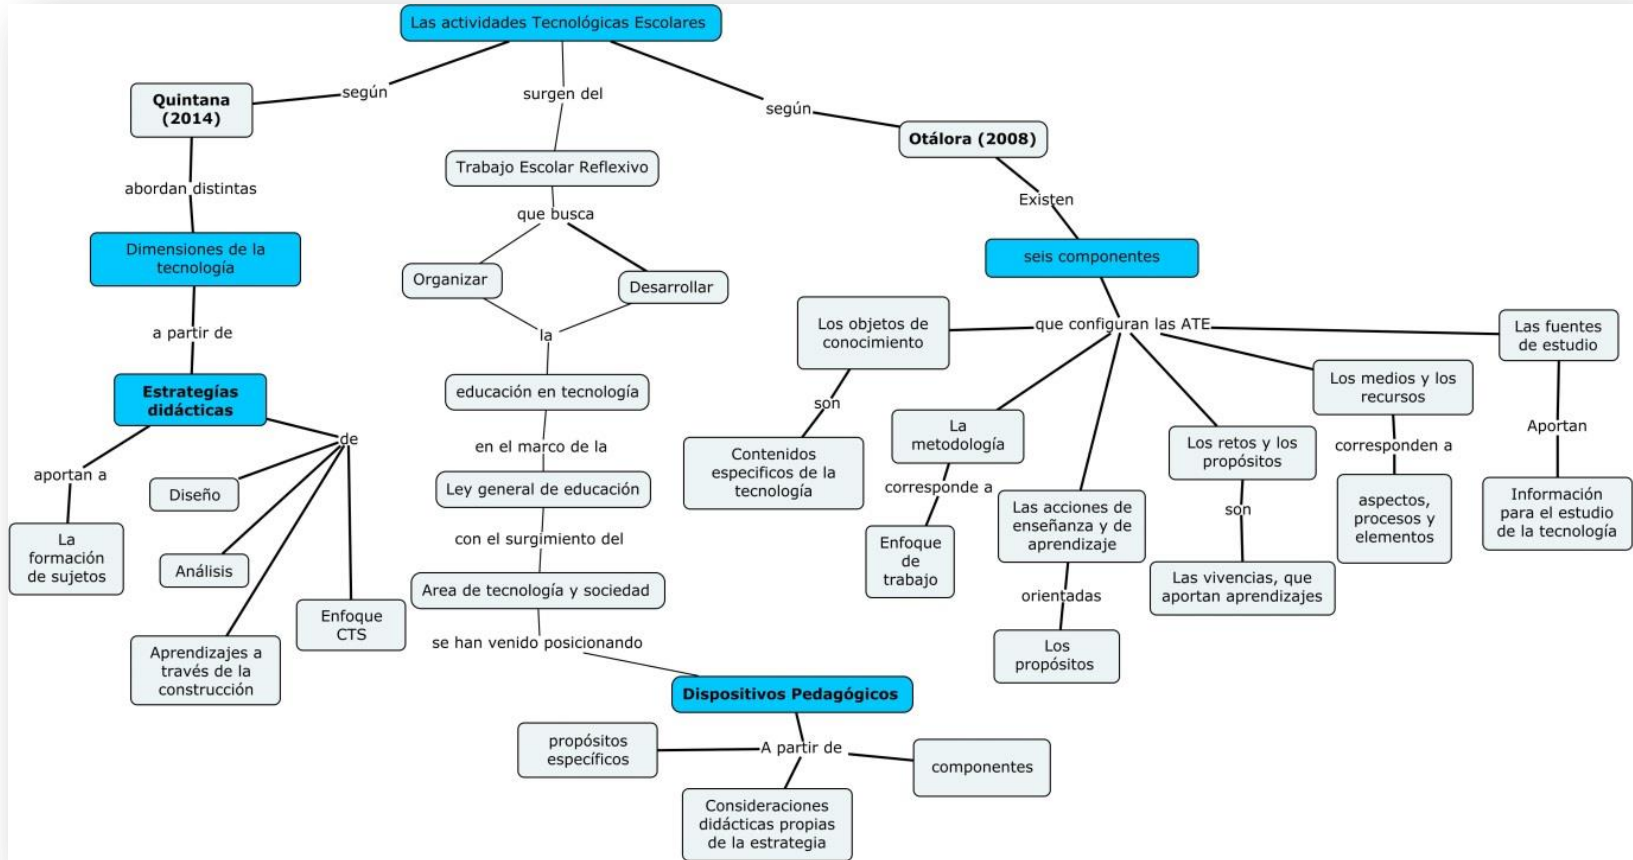 Las actividades Tecnológicas Escolares
según
surgen del
según
Quintana
(2014)
Otálora (2008)
abordan distintas
Trabajo Escolar Reflexivo
Existen
que busca
Dimensiones de la
tecnología
seis componentes
Organizar
Desarrollar
a partir de
la
Los objetos de
conocimiento
que configuran las ATE
Las fuentes
de estudio
Estrategías
didácticas
educación en tecnología
Los medios y los
recursos
son
de
en el marco de la
La
metodología
Los retos y los
propósitos
corresponden a
Aportan
aportan a
Diseño
Ley general de educación
Contenidos
especificos de la
tecnología
corresponde a
Las acciones de
enseñanza y de
aprendizaje
son
aspectos,
procesos y
elementos
Información
para el estudio
de la tecnología
La
formación
de sujetos
Análisis
con el surgimiento del
Enfoque
de
trabajo
Area de tecnología y sociedad
orientadas
Las vivencias, que
aportan aprendizajes
Enfoque
CTS
Aprendizajes a
través de la
construcción
se han venido posicionando
Los
propósitos
Dispositivos Pedagógicos
propósitos
específicos
A partir de
componentes
Consideraciones
didácticas propias
de la estrategia